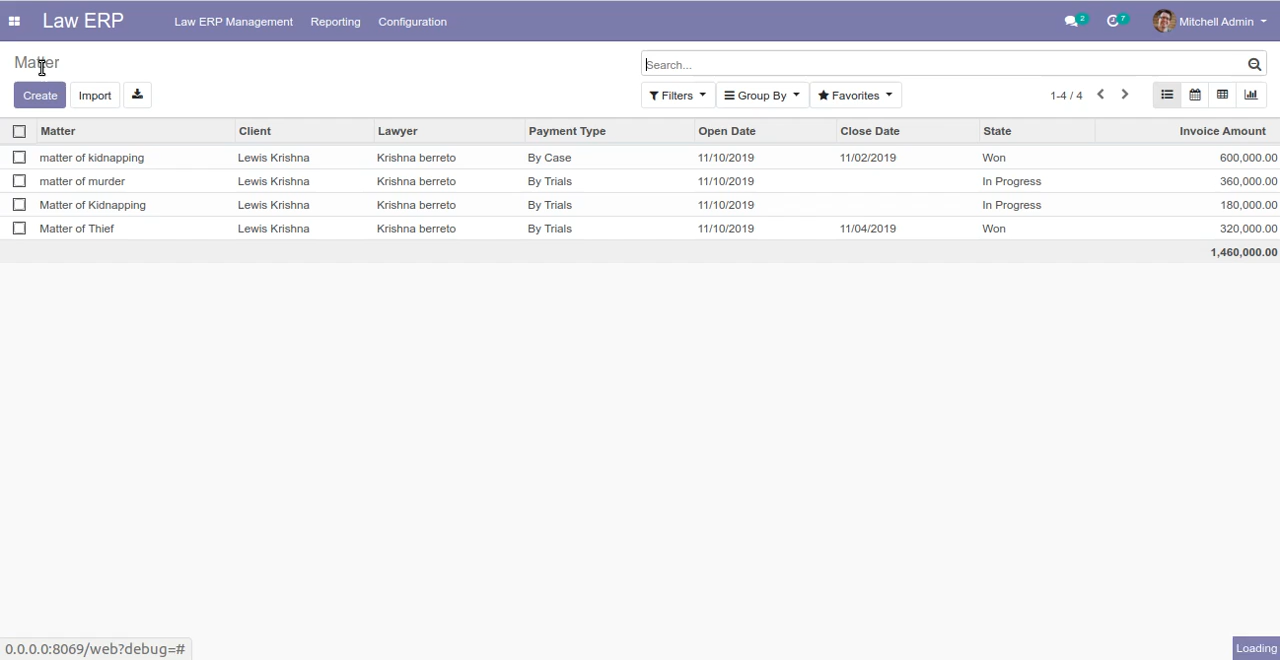 Law ERP Law ERP Management Reporting Configuration 2 7 Mitchell Admin
Matter
Search...
Create Import Filters Group By Favorites 1-4 / 4
Matter Client Lawyer Payment Type Open Date Close Date State Invoice Amount
matter of kidnapping Lewis Krishna Krishna berreto By Case 11/10/2019 11/02/2019 Won 600,000.00
matter of murder Lewis Krishna Krishna berreto By Trials 11/10/2019 In Progress 360,000.00
Matter of Kidnapping Lewis Krishna Krishna berreto By Trials 11/10/2019 In Progress 180,000.00
Matter of Thief Lewis Krishna Krishna berreto By Trials 11/10/2019 11/04/2019 Won 320,000.00
1,460,000.00
0.0.0.0:8069/web?debug=# Loading